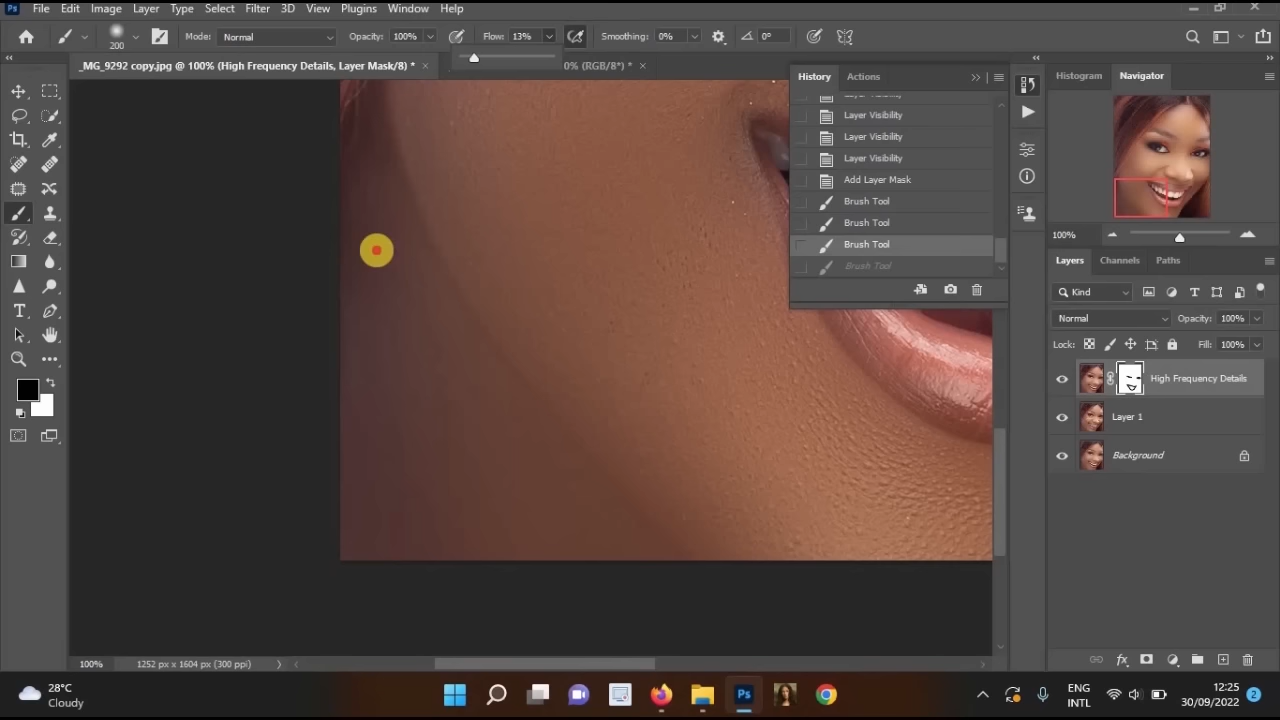 Ps File Edit Image Layer Type Select Filter 3D View Plugins Window Help
200 Mode: Normal Opacity: 100% Flow: 13% Smoothing: 0% 0°
_MG_9292 copy.jpg @ 100% (High Frequency Details, Layer Mask/8) * × 0% (RGB/8*) * ×
History Actions
Layer Visibility
Layer Visibility
Layer Visibility
Add Layer Mask
Brush Tool
Brush Tool
Brush Tool
Brush Tool
Histogram Navigator
100%
Layers Channels Paths
Kind
Normal Opacity: 100%
Lock: Fill: 100%
High Frequency Details
Layer 1
Background
100% 1252 px x 1604 px (300 ppi)
28°C
Cloudy
Ps
ENG
INTL
12:25
30/09/2022
2